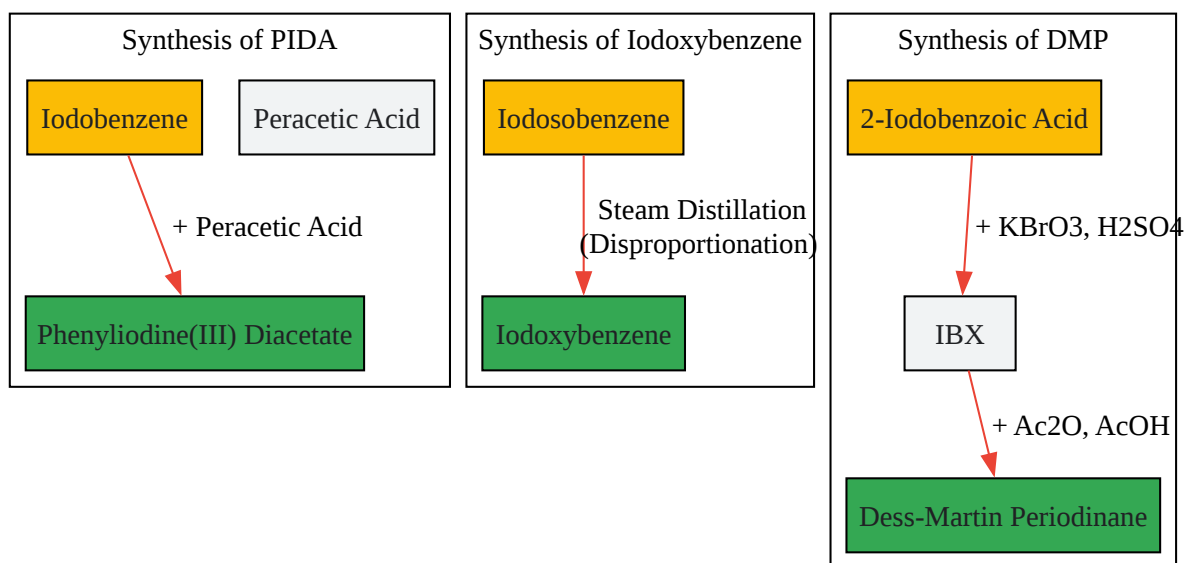 Synthesis of PIDA
Iodobenzene
Peracetic Acid
+ Peracetic Acid
Phenyliodine(III) Diacetate
Synthesis of Iodoxybenzene
Iodosobenzene
Steam Distillation
(Disproportionation)
Iodoxybenzene
Synthesis of DMP
2-Iodobenzoic Acid
+ KBrO3, H2SO4
IBX
+ Ac2O, AcOH
Dess-Martin Periodinane